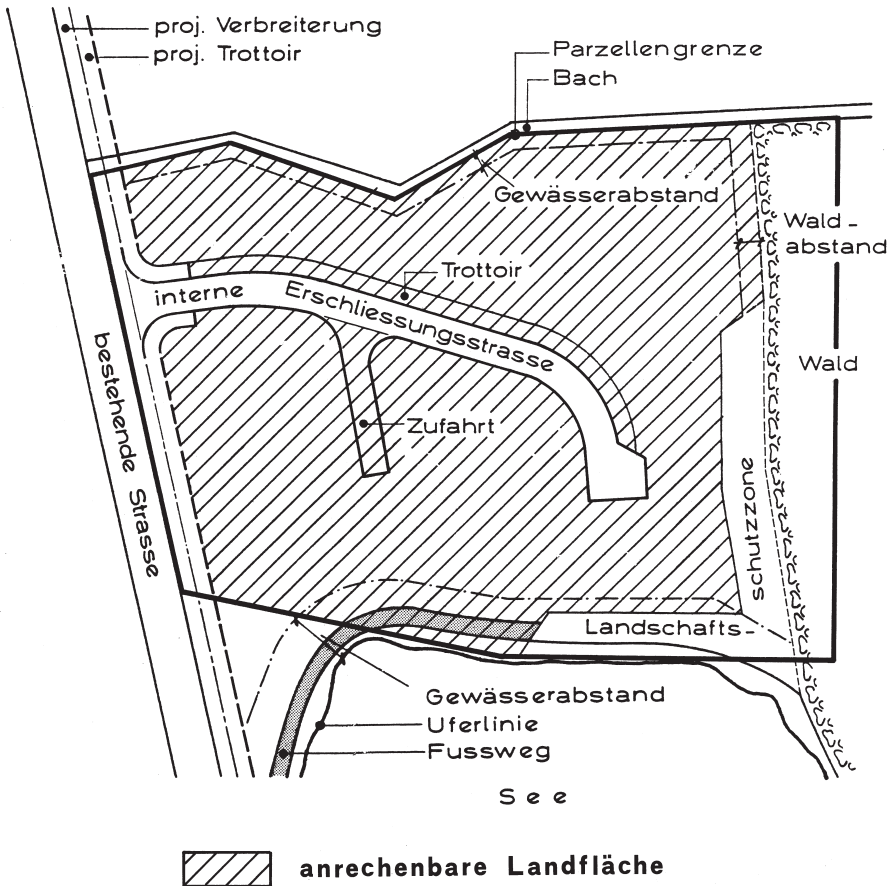 proj. Verbreiterung
proj. Trottoir
Parzellengrenze
Bach
Gewässerabstand
Wald-
abstand
Trottoir
interne Erschliessungsstrasse
Wald
bestehende Strasse
Zufahrt
Landschafts-
schutzzone
Gewässerabstand
Uferlinie
Fussweg
See
anrechenbare Landfläche